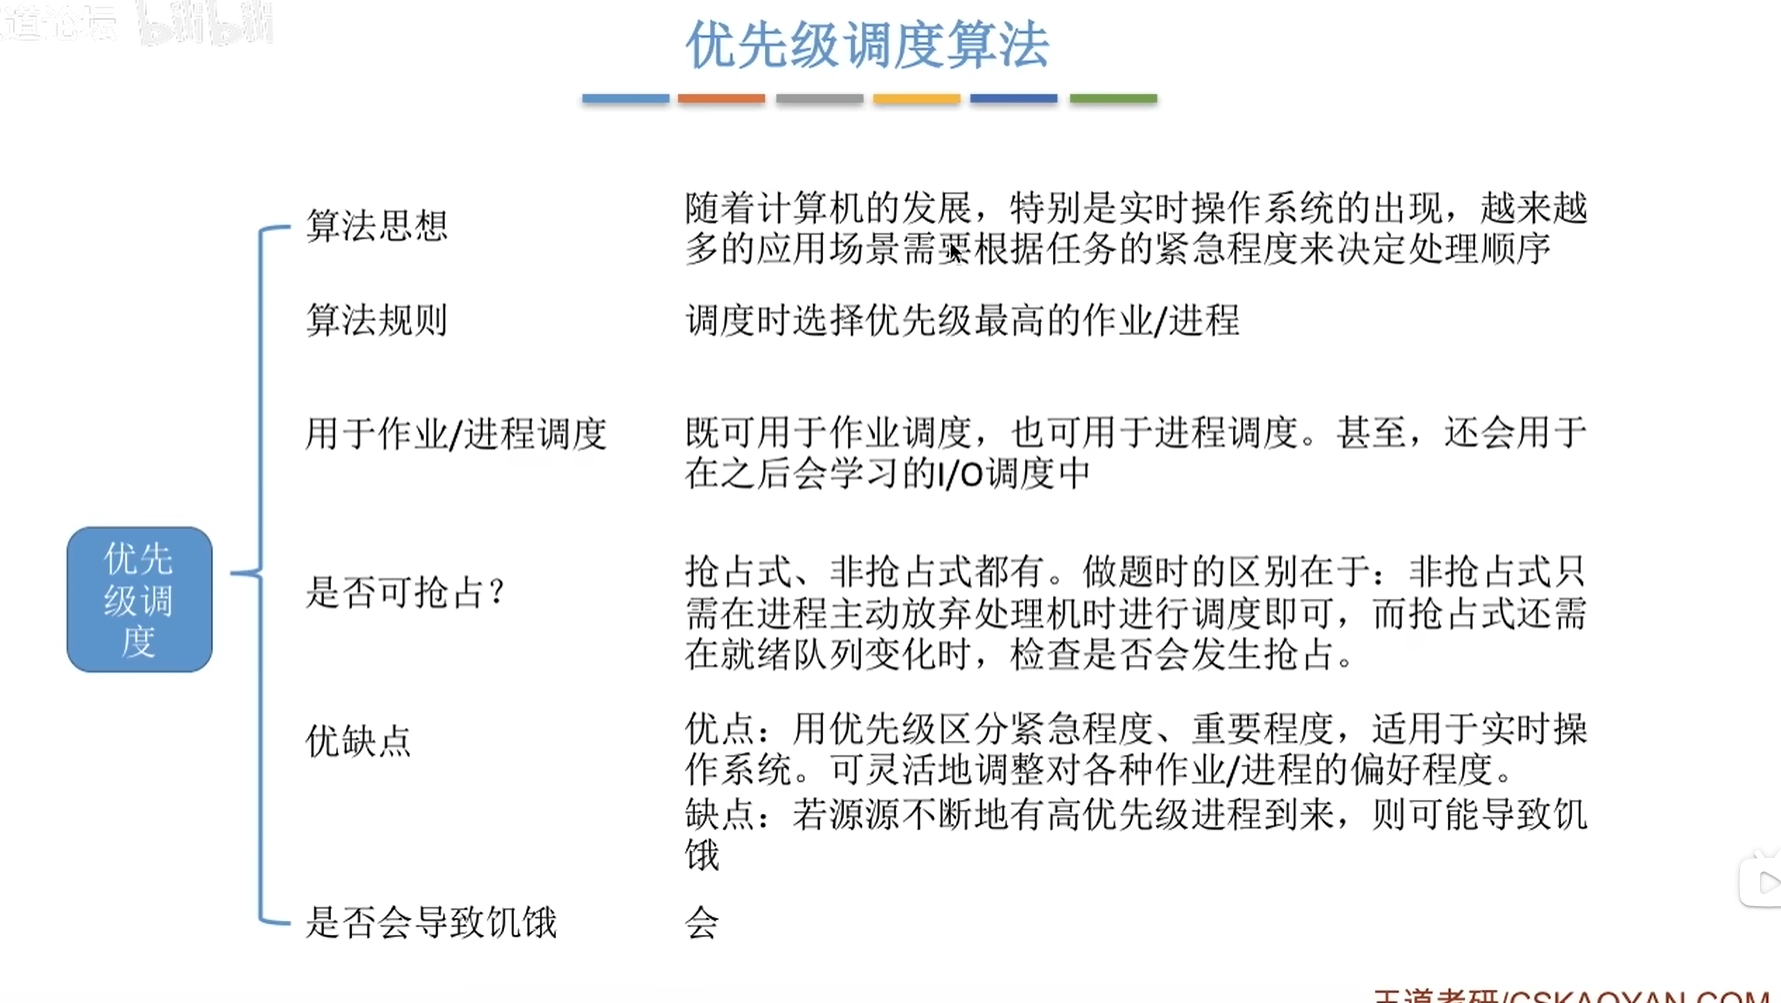 道论坛 bilibili
优先级调度算法
算法思想
随着计算机的发展，特别是实时操作系统的出现，越来越
多的应用场景需要根据任务的紧急程度来决定处理顺序
算法规则
调度时选择优先级最高的作业/进程
用于作业/进程调度
既可用于作业调度，也可用于进程调度。甚至，还会用于
在之后会学习的I/O调度中
优先
级调
度
是否可抢占？
抢占式、非抢占式都有。做题时的区别在于：非抢占式只
需在进程主动放弃处理机时进行调度即可，而抢占式还需
在就绪队列变化时，检查是否会发生抢占。
优缺点
优点：用优先级区分紧急程度、重要程度，适用于实时操
作系统。可灵活地调整对各种作业/进程的偏好程度。
缺点：若源源不断地有高优先级进程到来，则可能导致饥
饿
是否会导致饥饿
会
王道考研/CSKAOYAN.COM